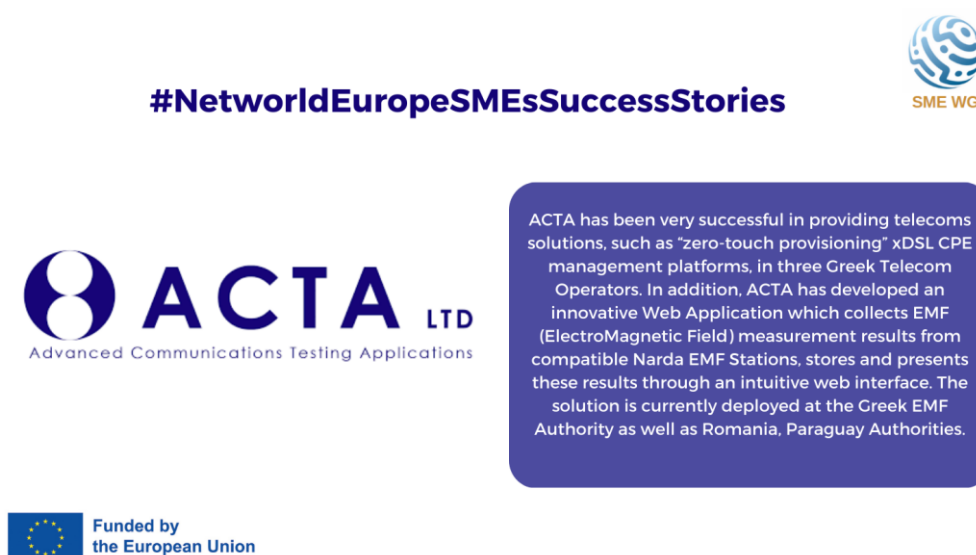 SME WG
#NetworldEuropeSMEsSuccessStories
ACTA LTD
Advanced Communications Testing Applications
ACTA has been very successful in providing telecoms
solutions, such as “zero-touch provisioning” xDSL CPE
management platforms, in three Greek Telecom
Operators. In addition, ACTA has developed an
innovative Web Application which collects EMF
(ElectroMagnetic Field) measurement results from
compatible Narda EMF Stations, stores and presents
these results through an intuitive web interface. The
solution is currently deployed at the Greek EMF
Authority as well as Romania, Paraguay Authorities.
Funded by
the European Union